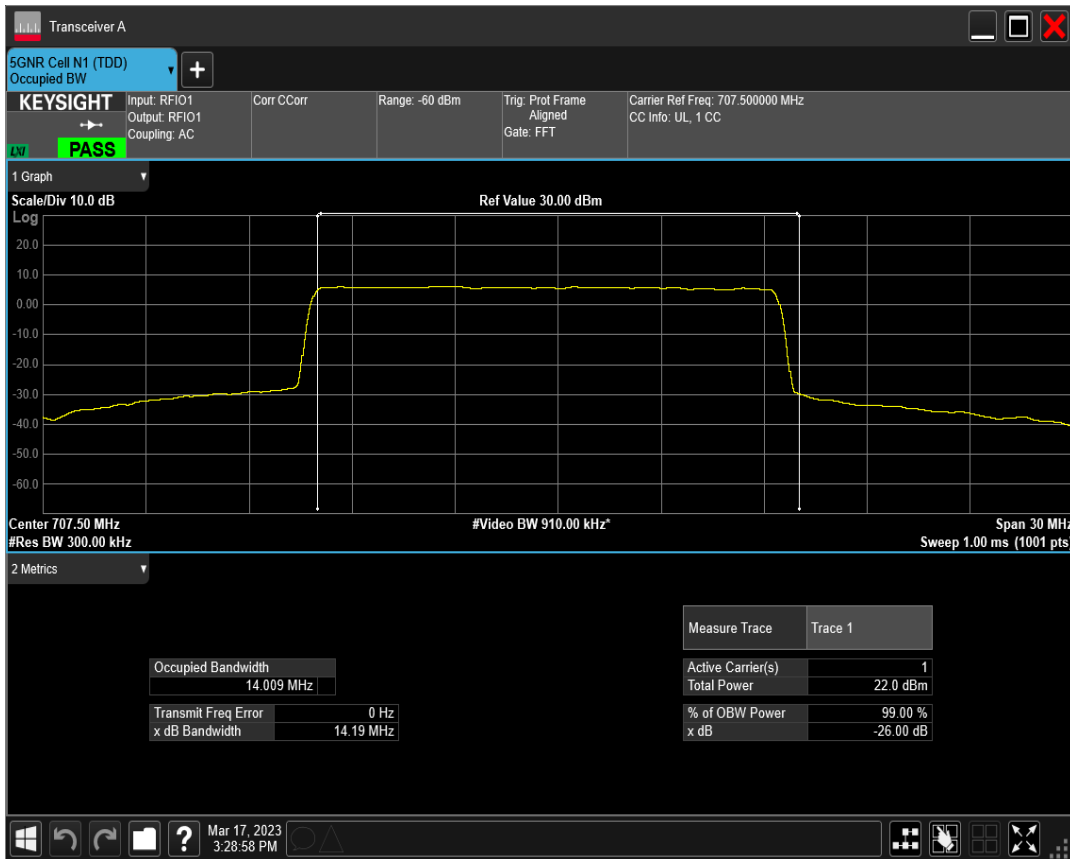 Transceiver A
5GNR Cell N1 (TDD)
Occupied BW
KEYSIGHT
LXI
PASS
Input: RFIO1
Output: RFIO1
Coupling: AC
Corr CCorr
Range: -60 dBm
Trig: Prot Frame
Aligned
Gate: FFT
Carrier Ref Freq: 707.500000 MHz
CC Info: UL, 1 CC
1 Graph
Scale/Div 10.0 dB
Ref Value 30.00 dBm
Log
20.0
10.0
0.00
-10.0
-20.0
-30.0
-40.0
-50.0
-60.0
Center 707.50 MHz
#Video BW 910.00 kHz*
Span 30 MHz
#Res BW 300.00 kHz
Sweep 1.00 ms (1001 pts)
2 Metrics
Measure Trace Trace 1
Occupied Bandwidth
14.009 MHz
Transmit Freq Error 0 Hz
x dB Bandwidth 14.19 MHz
Active Carrier(s) 1
Total Power 22.0 dBm
% of OBW Power 99.00 %
x dB -26.00 dB
?
Mar 17, 2023
3:28:58 PM